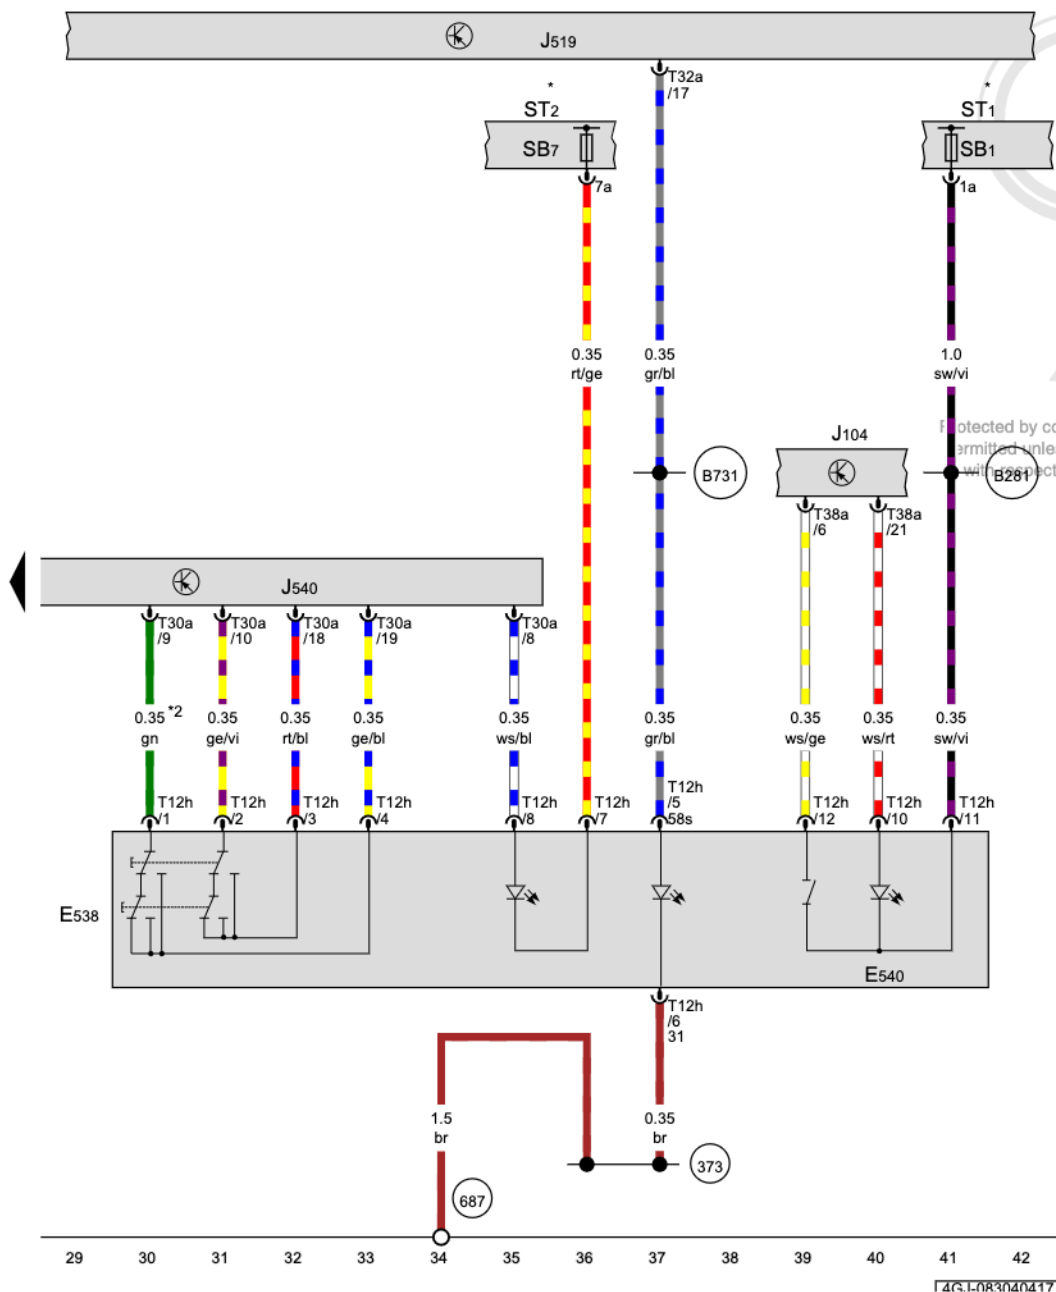 J519
T32a
/17
*
ST2
SB7
7a
*
ST1
SB1
1a
0.35
rt/ge
0.35
gr/bl
1.0
sw/vi
J104
B731
B281
T38a
/6
T38a
/21
J540
T30a
/9
T30a
/10
T30a
/18
T30a
/19
T30a
/8
0.35 *2
gn
0.35
ge/vi
0.35
rt/bl
0.35
ge/bl
0.35
ws/bl
0.35
gr/bl
0.35
ws/ge
0.35
ws/rt
0.35
sw/vi
T12h
/1
T12h
/2
T12h
/3
T12h
/4
T12h
/8
T12h
/7
T12h
/5
58s
T12h
/12
T12h
/10
T12h
/11
E538
E540
T12h
/6
31
1.5
br
0.35
br
373
687
29 30 31 32 33 34 35 36 37 38 39 40 41 42
4GJ-083040417